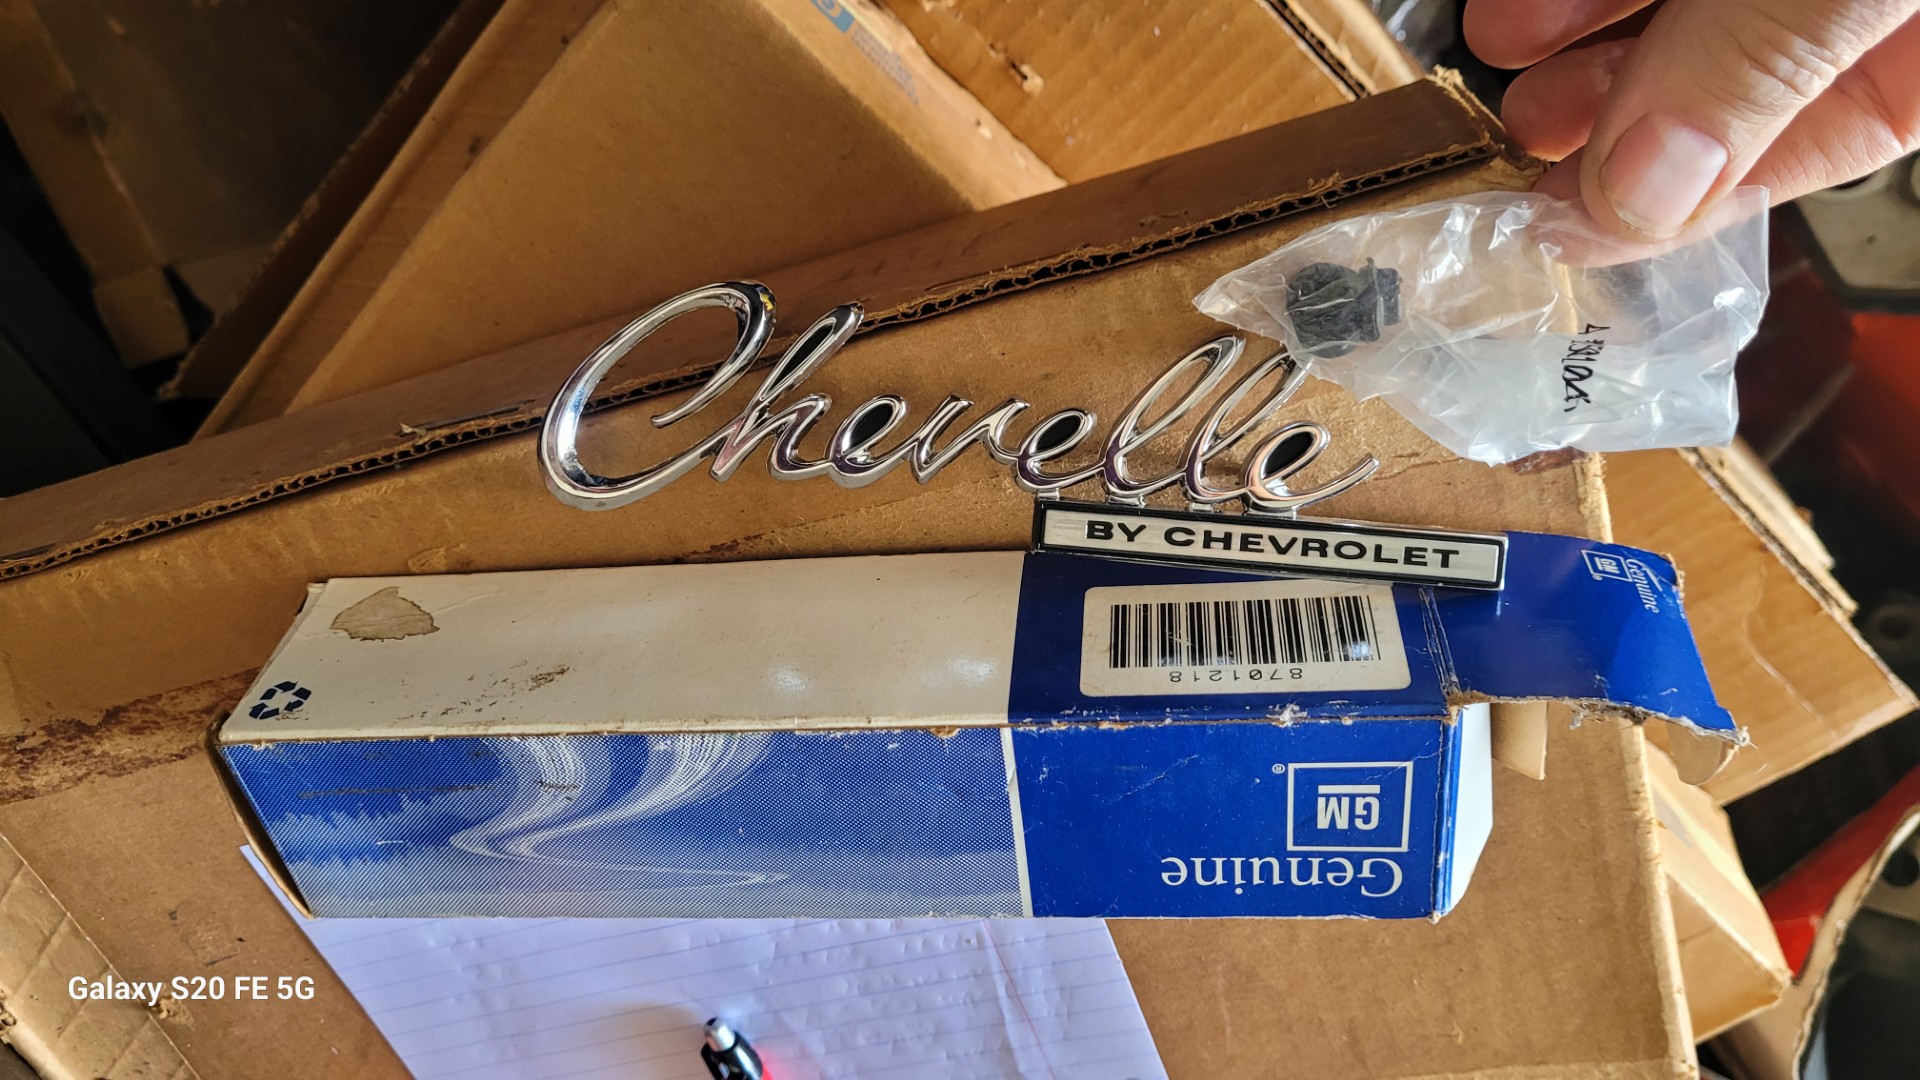 Chevelle
BY CHEVROLET
GM
Genuine
8701218
GM
Genuine
Galaxy S20 FE 5G